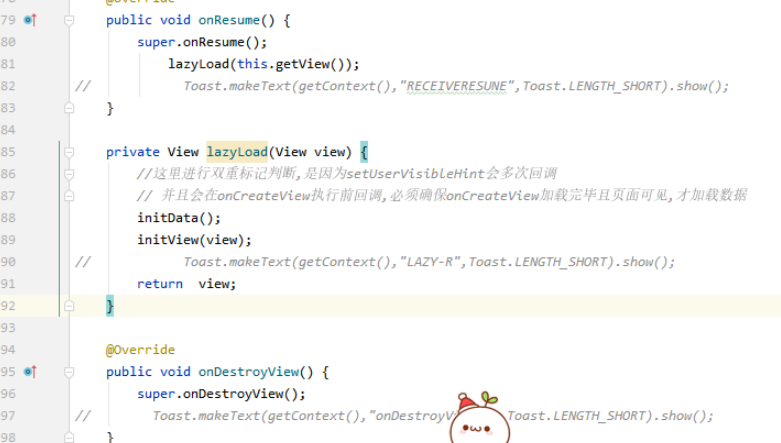 78 @Override
79 public void onResume() {
80 super.onResume();
81 lazyLoad(this.getView());
82 // Toast.makeText(getContext(),"RECEIVERESUNE",Toast.LENGTH_SHORT).show();
83 }
84
85 private View lazyLoad(View view) {
86 //这里进行双重标记判断,是因为setUserVisibleHint会多次回调
87 // 并且会在onCreateView执行前回调,必须确保onCreateView加载完毕且页面可见,才加载数据
88 initData();
89 initView(view);
90 // Toast.makeText(getContext(),"LAZY-R",Toast.LENGTH_SHORT).show();
91 return view;
92 }
93
94 @Override
95 public void onDestroyView() {
96 super.onDestroyView();
97 // Toast.makeText(getContext(),"onDestroyV Toast.LENGTH_SHORT).show();
98 }